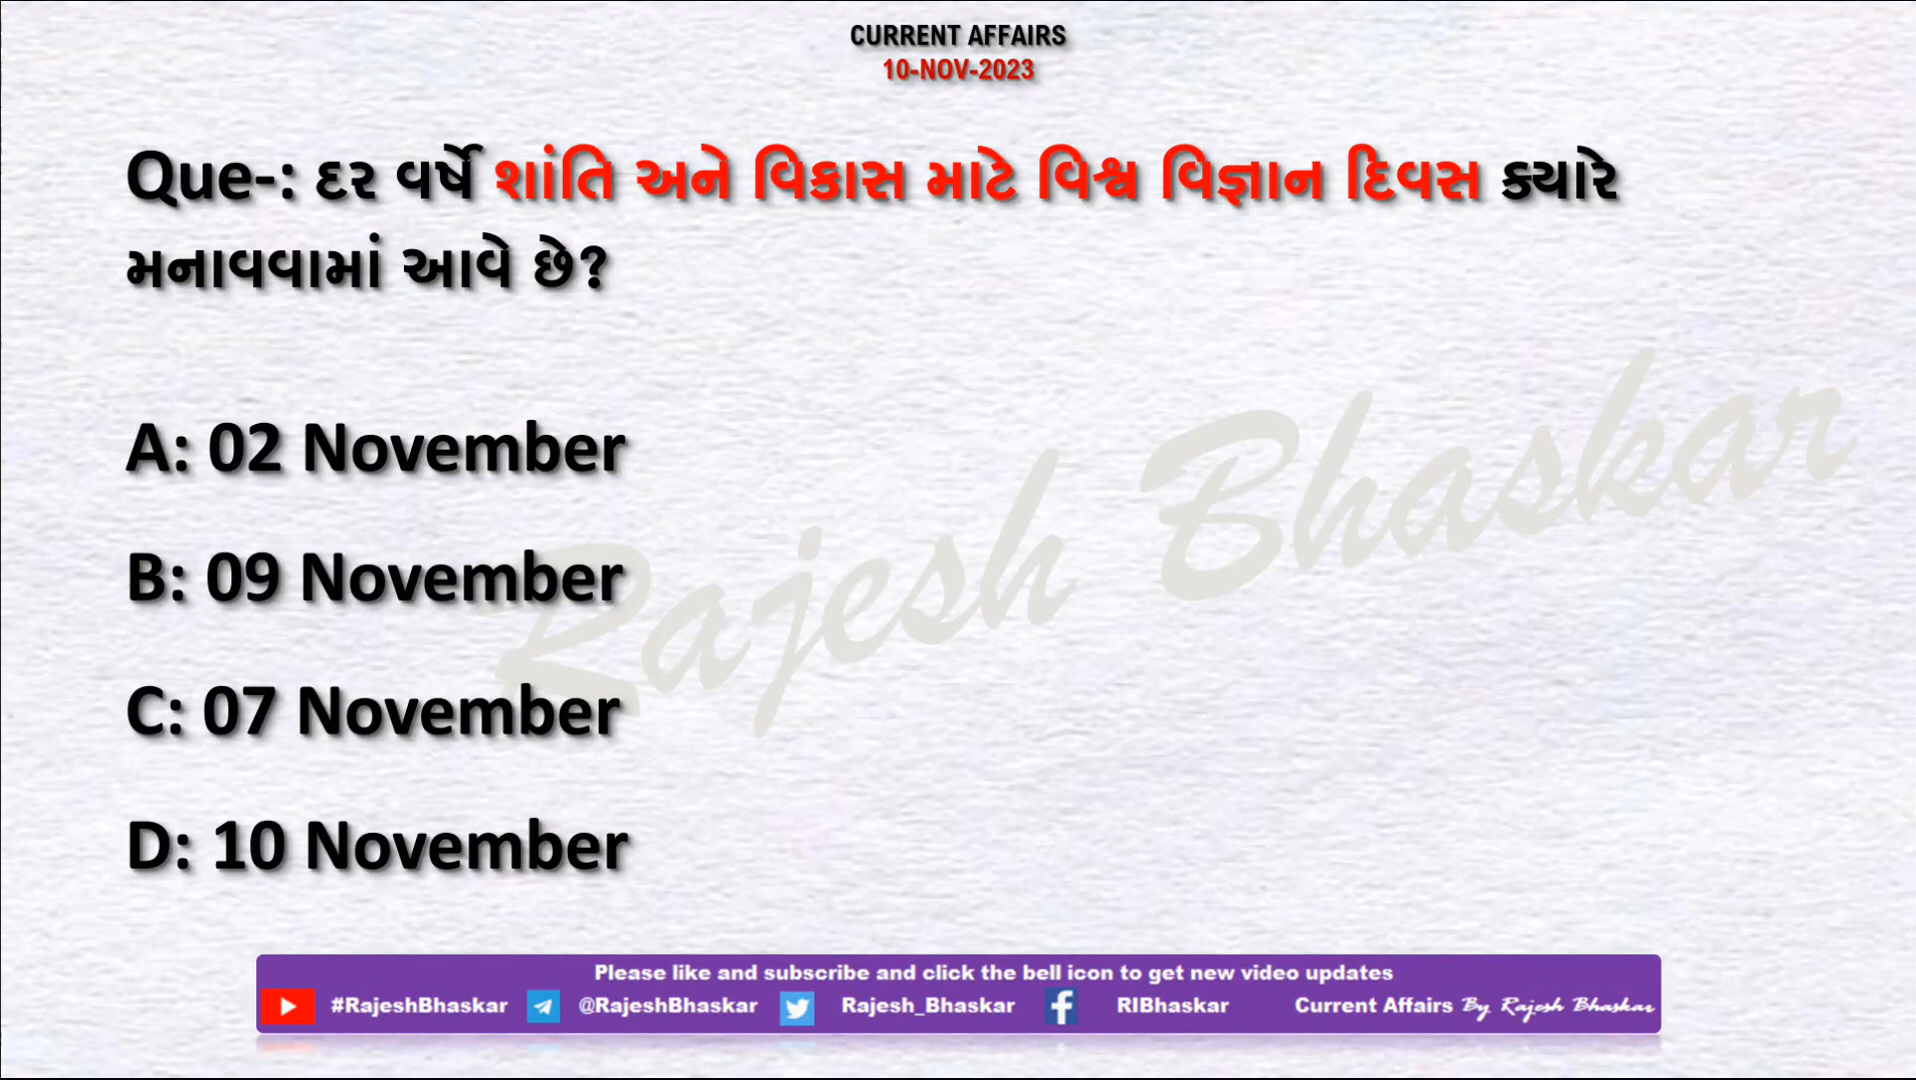 CURRENT AFFAIRS
10-NOV-2023
Que-: દર વર્ષે શાંતિ અને વિકાસ માટે વિશ્વ વિજ્ઞાન દિવસ ક્યારે
મનાવવામાં આવે છે?
A: 02 November
B: 09 November
C: 07 November
D: 10 November
Rajesh Bhaskar
Please like and subscribe and click the bell icon to get new video updates
#RajeshBhaskar @RajeshBhaskar Rajesh_Bhaskar RIBhaskar Current Affairs By Rajesh Bhaskar